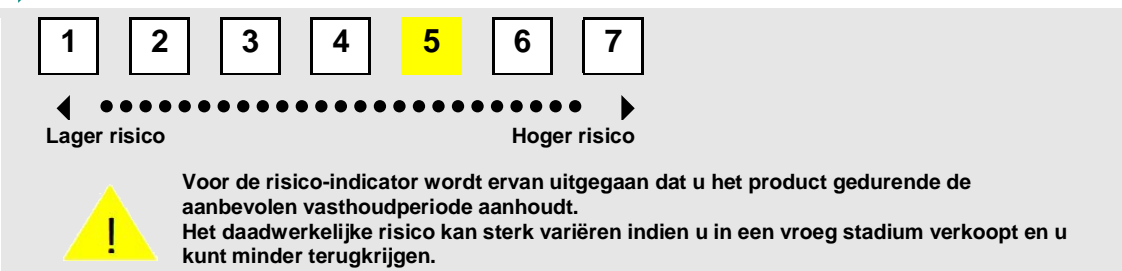 1 2 3 4 5 6 7
Lager risico Hoger risico
!
Voor de risico-indicator wordt ervan uitgegaan dat u het product gedurende de
aanbevolen vasthoudperiode aanhoudt.
Het daadwerkelijke risico kan sterk variëren indien u in een vroeg stadium verkoopt en u
kunt minder terugkrijgen.